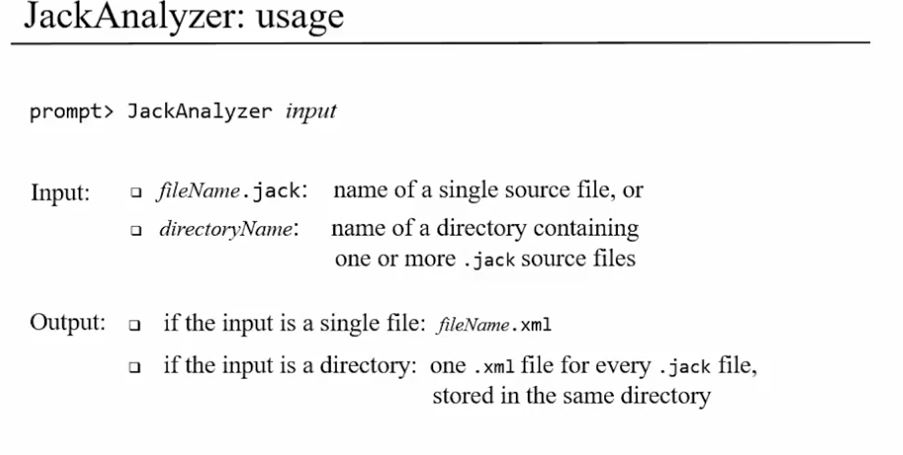 JackAnalyzer: usage
prompt> JackAnalyzer input
Input: ❑ fileName.jack: name of a single source file, or
❑ directoryName: name of a directory containing
one or more .jack source files
Output: ❑ if the input is a single file: fileName.xml
❑ if the input is a directory: one .xml file for every .jack file,
stored in the same directory